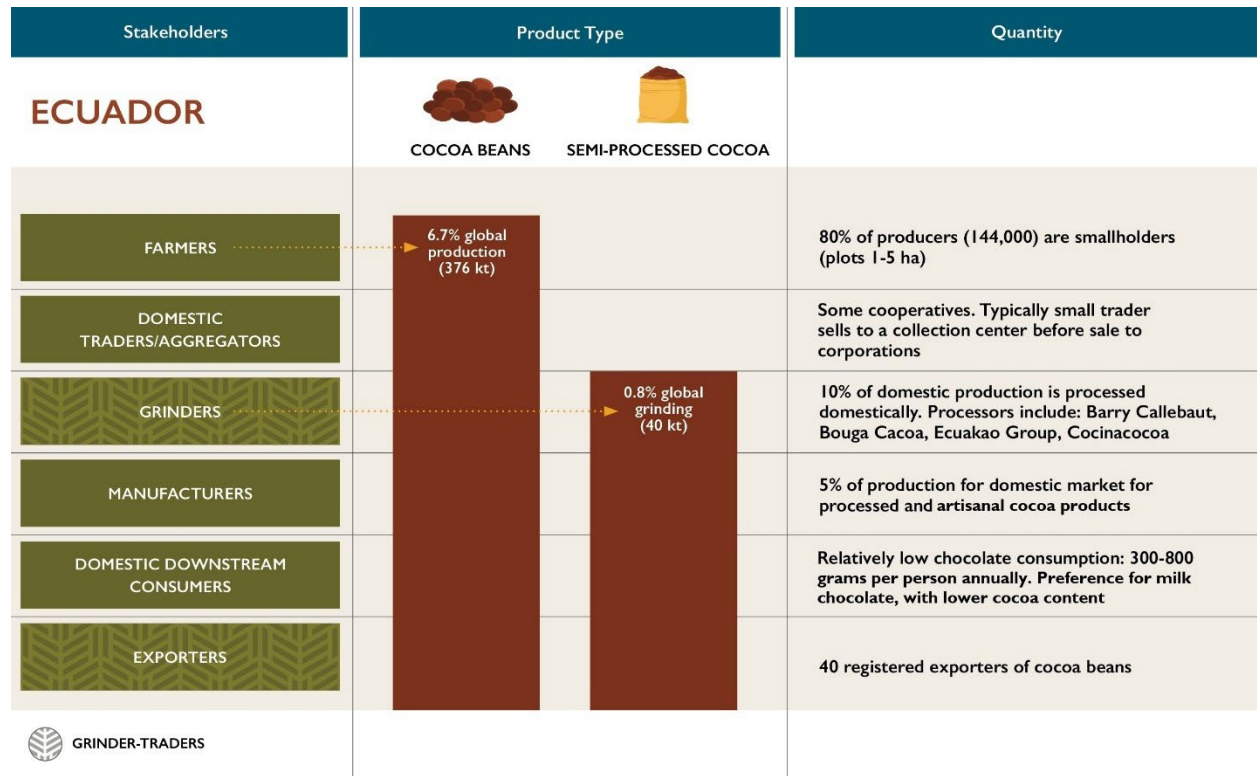 Stakeholders
Product Type
Quantity
ECUADOR
COCOA BEANS
SEMI-PROCESSED COCOA
FARMERS
6.7% global
production
(376 kt)
80% of producers (144,000) are smallholders
(plots 1-5 ha)
DOMESTIC
TRADERS/AGGREGATORS
Some cooperatives. Typically small trader
sells to a collection center before sale to
corporations
GRINDERS
0.8% global
grinding
(40 kt)
10% of domestic production is processed
domestically. Processors include: Barry Callebaut,
Bouga Cacoa, Ecuakao Group, Cocinacocoa
MANUFACTURERS
5% of production for domestic market for
processed and artisanal cocoa products
DOMESTIC DOWNSTREAM
CONSUMERS
Relatively low chocolate consumption: 300-800
grams per person annually. Preference for milk
chocolate, with lower cocoa content
EXPORTERS
40 registered exporters of cocoa beans
GRINDER-TRADERS